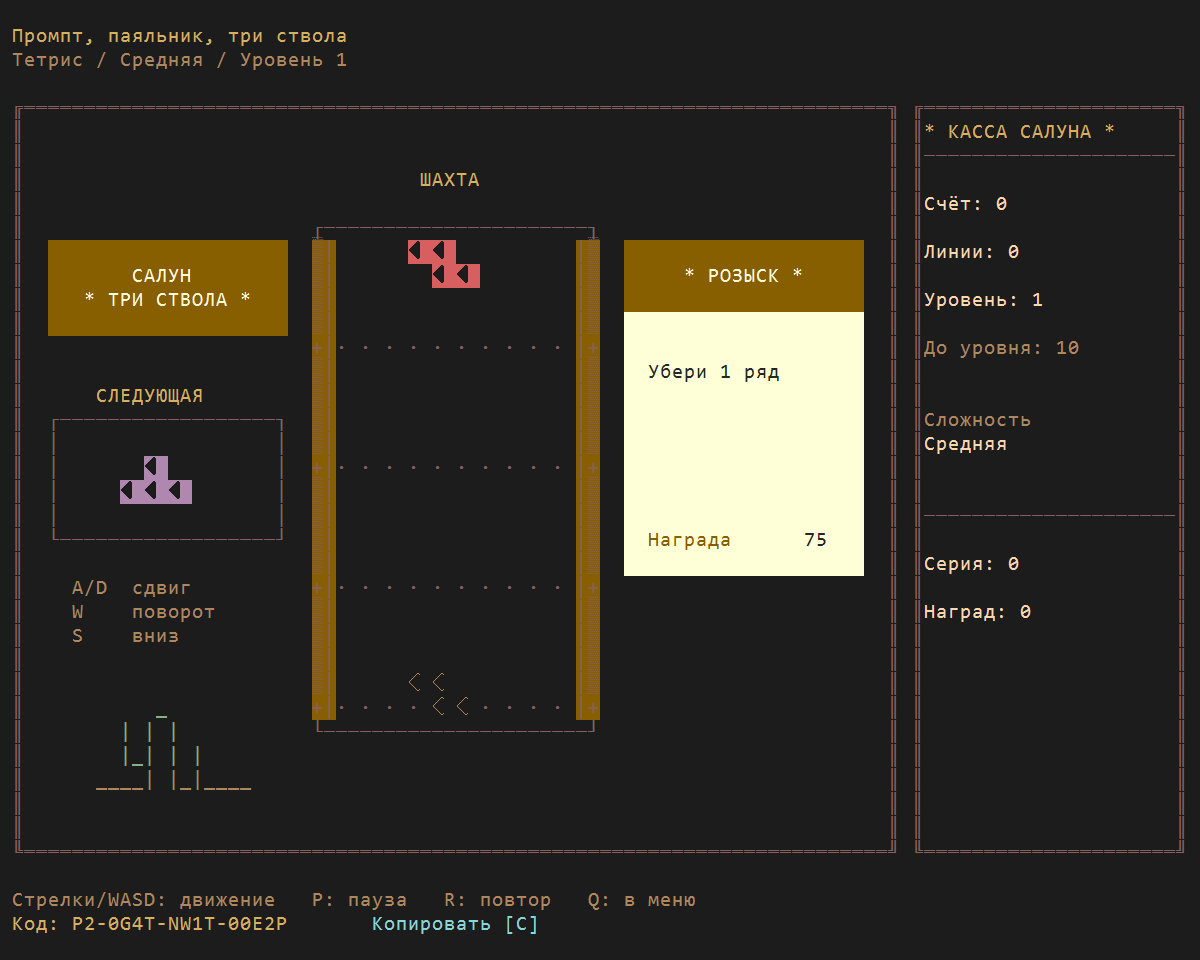 Промпт, паяльник, три ствола
Тетрис / Средняя / Уровень 1
ШАХТА
САЛУН
* ТРИ СТВОЛА *
СЛЕДУЮЩАЯ
A/D сдвиг
W поворот
S вниз
* РОЗЫСК *
Убери 1 ряд
Награда 75
* КАССА САЛУНА *
Счёт: 0
Линии: 0
Уровень: 1
До уровня: 10
Сложность
Средняя
Серия: 0
Наград: 0
Стрелки/WASD: движение P: пауза R: повтор Q: в меню
Код: P2-0G4T-NW1T-00E2P Копировать [C]